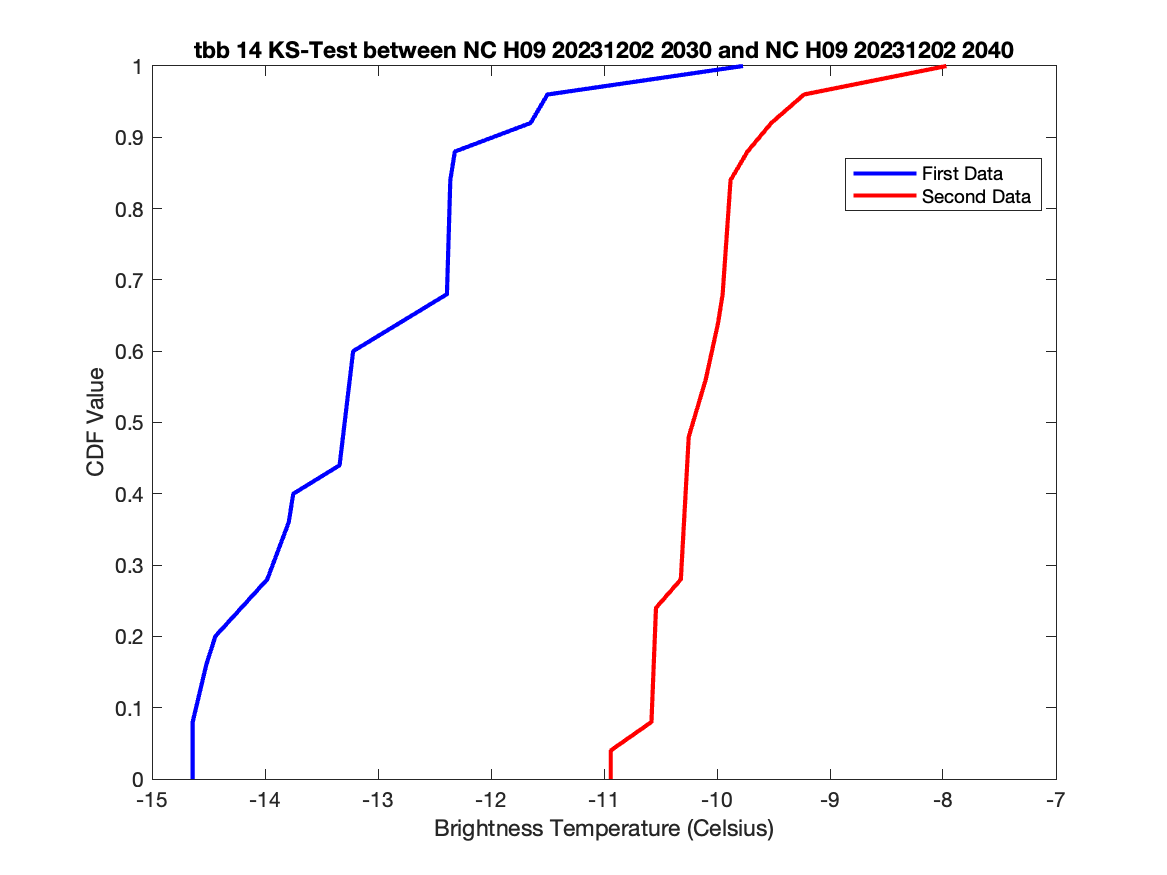 tbb 14 KS-Test between NC H09 20231202 2030 and NC H09 20231202 2040
1
0.9
0.8
0.7
0.6
0.5
0.4
0.3
0.2
0.1
0
CDF Value
First Data
Second Data
-15 -14 -13 -12 -11 -10 -9 -8 -7
Brightness Temperature (Celsius)